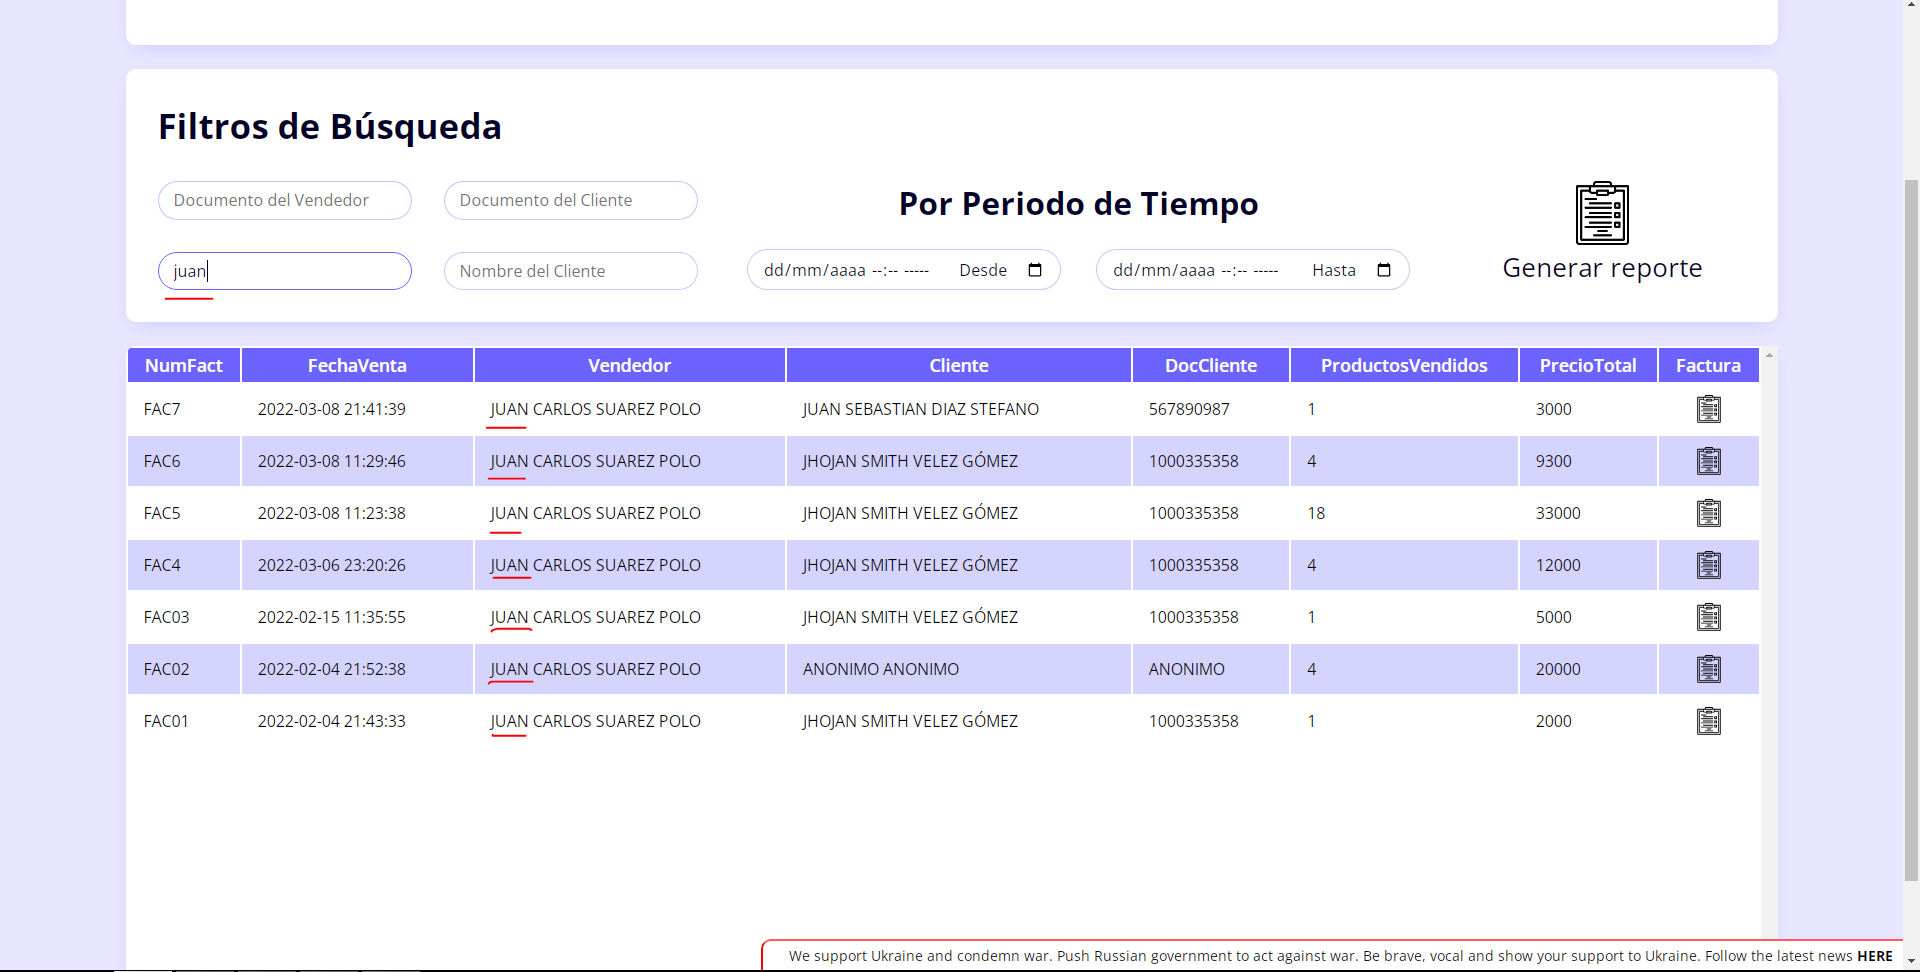 Filtros de Búsqueda
Documento del Vendedor Documento del Cliente
Por Periodo de Tiempo
juan Nombre del Cliente dd/mm/aaaa --:-- ----- Desde dd/mm/aaaa --:-- ----- Hasta
Generar reporte
NumFact FechaVenta Vendedor Cliente DocCliente ProductosVendidos PrecioTotal Factura
FAC7 2022-03-08 21:41:39 JUAN CARLOS SUAREZ POLO JUAN SEBASTIAN DIAZ STEFANO 567890987 1 3000
FAC6 2022-03-08 11:29:46 JUAN CARLOS SUAREZ POLO JHOJAN SMITH VELEZ GÓMEZ 1000335358 4 9300
FAC5 2022-03-08 11:23:38 JUAN CARLOS SUAREZ POLO JHOJAN SMITH VELEZ GÓMEZ 1000335358 18 33000
FAC4 2022-03-06 23:20:26 JUAN CARLOS SUAREZ POLO JHOJAN SMITH VELEZ GÓMEZ 1000335358 4 12000
FAC03 2022-02-15 11:35:55 JUAN CARLOS SUAREZ POLO JHOJAN SMITH VELEZ GÓMEZ 1000335358 1 5000
FAC02 2022-02-04 21:52:38 JUAN CARLOS SUAREZ POLO ANONIMO ANONIMO ANONIMO 4 20000
FAC01 2022-02-04 21:43:33 JUAN CARLOS SUAREZ POLO JHOJAN SMITH VELEZ GÓMEZ 1000335358 1 2000
We support Ukraine and condemn war. Push Russian government to act against war. Be brave, vocal and show your support to Ukraine. Follow the latest news HERE